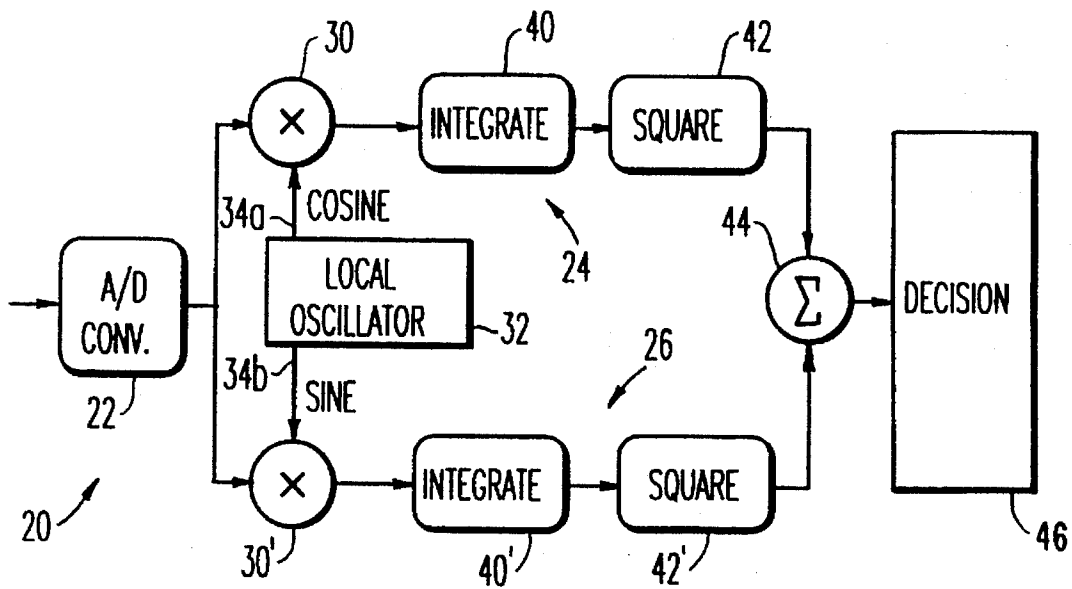 30
40
42
×
INTEGRATE
SQUARE
34a
COSINE
24
44
A/D
CONV.
LOCAL
OSCILLATOR
32
Σ
DECISION
22
34b
SINE
26
×
INTEGRATE
SQUARE
20
30'
40'
42'
46